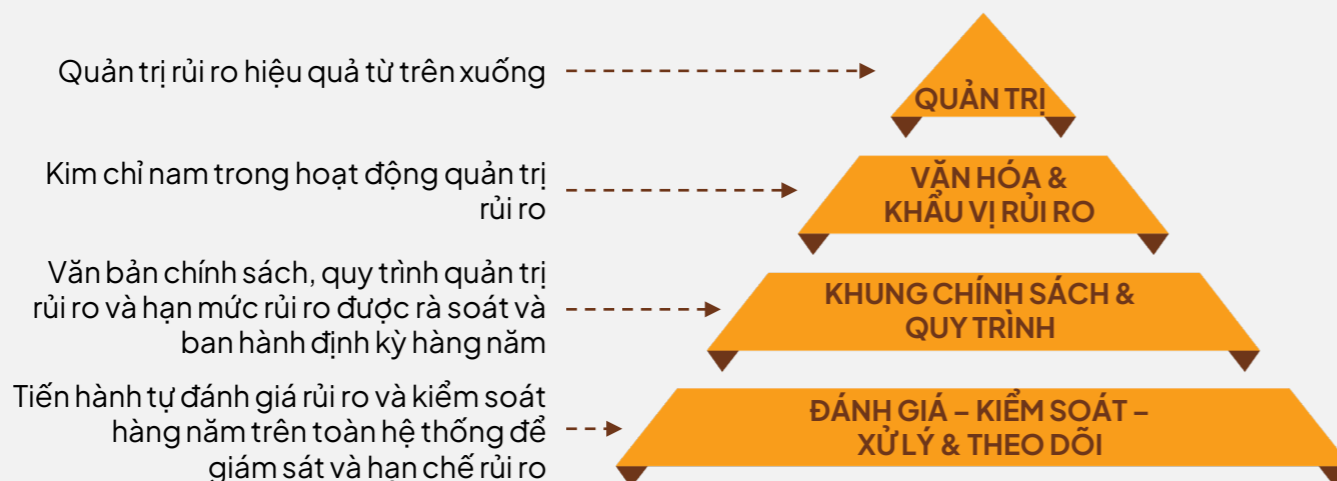 Quản trị rủi ro hiệu quả từ trên xuống
QUẢN TRỊ
Kim chỉ nam trong hoạt động quản trị
rủi ro
VĂN HÓA &
KHẨU VỊ RỦI RO
Văn bản chính sách, quy trình quản trị
rủi ro và hạn mức rủi ro được rà soát và
ban hành định kỳ hàng năm
KHUNG CHÍNH SÁCH &
QUY TRÌNH
Tiến hành tự đánh giá rủi ro và kiểm soát
hàng năm trên toàn hệ thống để
giám sát và hạn chế rủi ro
ĐÁNH GIÁ – KIỂM SOÁT –
XỬ LÝ & THEO DÕI